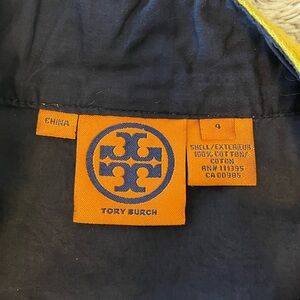 CHINA
TORY BURCH
4
SHELL/EXTERIEUR
100% COTTON/
COTON
RN# 111395
CA 00985